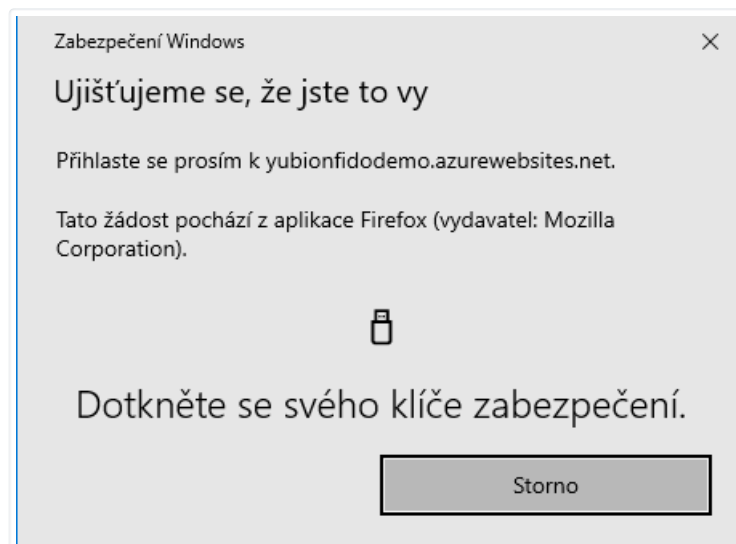 Zabezpečení Windows
Ujišťujeme se, že jste to vy
Přihlaste se prosím k yubionfidodemo.azurewebsites.net.
Tato žádost pochází z aplikace Firefox (vydavatel: Mozilla
Corporation).
Dotkněte se svého klíče zabezpečení.
Storno